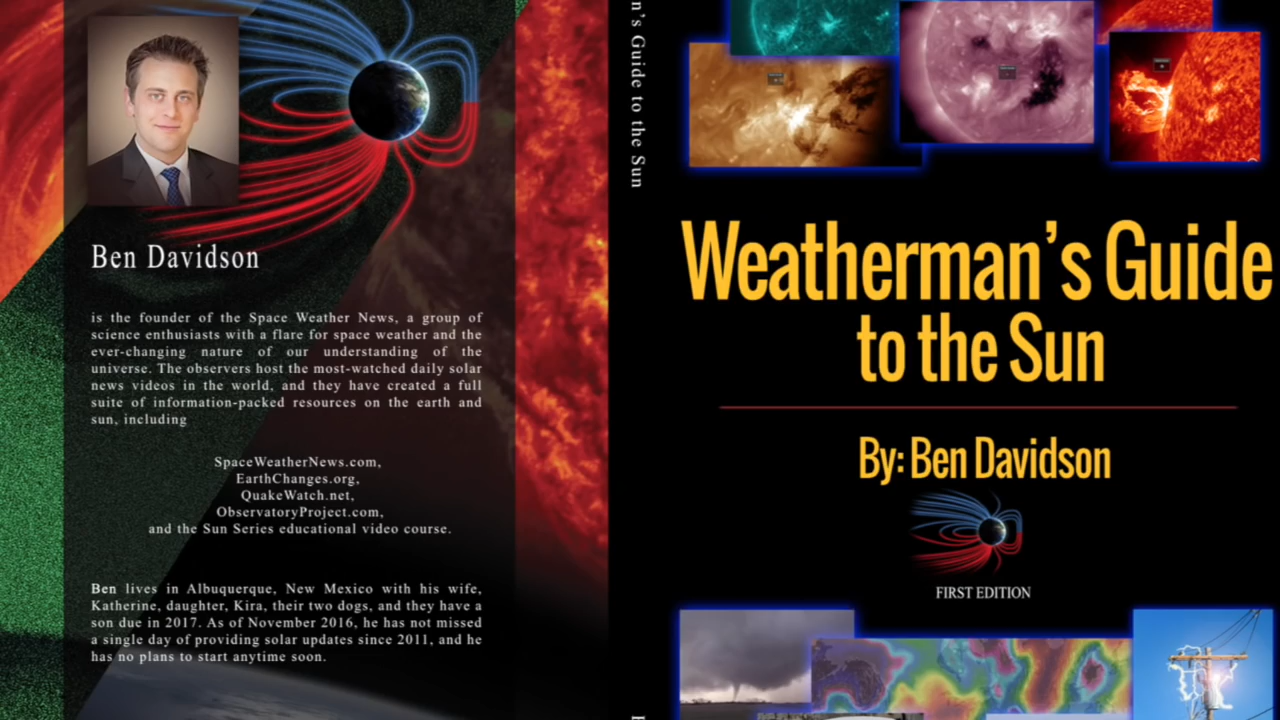 Ben Davidson
is the founder of the Space Weather News, a group of
science enthusiasts with a flare for space weather and the
ever-changing nature of our understanding of the
universe. The observers host the most-watched daily solar
news videos in the world, and they have created a full
suite of information-packed resources on the earth and
sun, including
SpaceWeatherNews.com,
EarthChanges.org,
QuakeWatch.net,
ObservatoryProject.com,
and the Sun Series educational video course.
Ben lives in Albuquerque, New Mexico with his wife,
Katherine, daughter, Kira, their two dogs, and they have a
son due in 2017. As of November 2016, he has not missed
a single day of providing solar updates since 2011, and he
has no plans to start anytime soon.
n's Guide to the Sun
Weatherman's Guide
to the Sun
By: Ben Davidson
FIRST EDITION